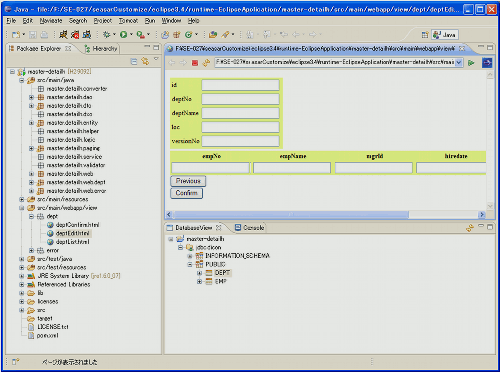 Java - file:/F:/SE-027/seasarCustomize/eclipse3.4/runtime-EclipseApplication/master-detailh/src/main/webapp/view/dept/deptEdi...
File Edit Navigate Search Project Tomcat Run Window Help
Java
Package Explorer
Hierarchy
master-detailh [H29092]
src/main/java
master.detailh.converter
master.detailh.dao
master.detailh.dto
master.detailh.dxo
master.detailh.entity
master.detailh.helper
master.detailh.logic
master.detailh.paging
master.detailh.service
master.detailh.validator
master.detailh.web
master.detailh.web.dept
master.detailh.web.emp
src/main/resources
src/main/webapp/view
dept
deptConfirm.html
deptEdit.html
deptList.html
error
src/test/java
src/test/resources
JRE System Library [jre1.6.0_07]
Referenced Libraries
lib
licenses
src
target
LICENSE.txt
pom.xml
F:¥SE-027¥seasarCustomize¥eclipse3.4¥runtime-EclipseApplication¥master-detailh¥src¥main¥webapp¥view¥
F:¥SE-027¥seasarCustomize¥eclipse3.4¥runtime-EclipseApplication¥master-detailh¥src¥mai
id
deptNo
deptName
loc
versionNo
empNo empName mgrId hiredate
Previous
Confirm
DatabaseView
Console
master-detailh
jdbc.dicon
INFORMATION_SCHEMA
PUBLIC
DEPT
EMP
ページが表示されました